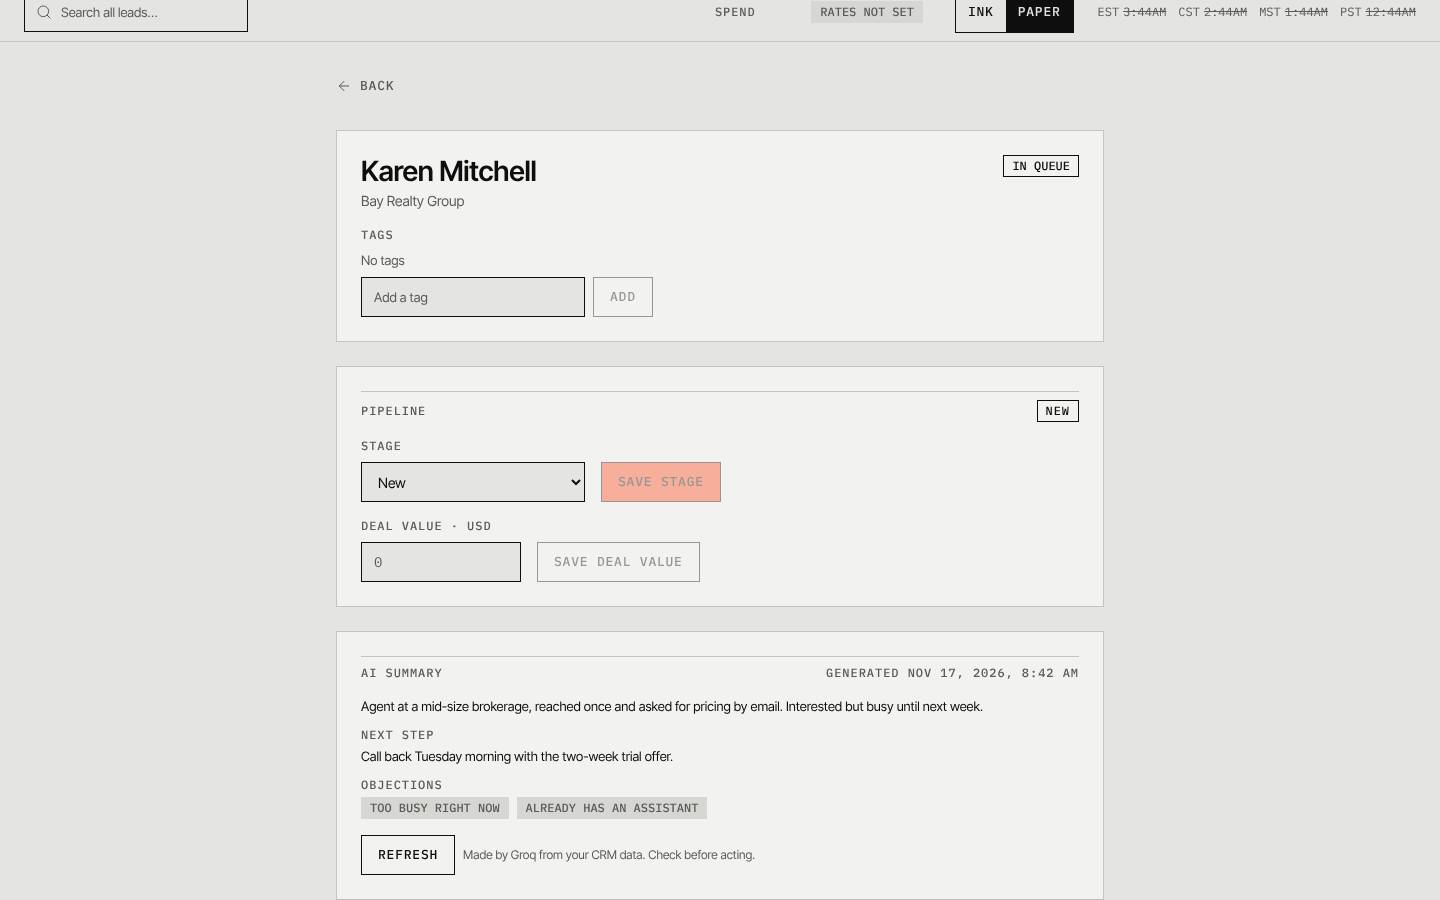 Search all leads...
SPEND
RATES NOT SET
INK
PAPER
EST 3:44AM CST 2:44AM MST 1:44AM PST 12:44AM
← BACK
Karen Mitchell
IN QUEUE
Bay Realty Group
TAGS
No tags
Add a tag
ADD
PIPELINE
NEW
STAGE
New
SAVE STAGE
DEAL VALUE · USD
0
SAVE DEAL VALUE
AI SUMMARY
GENERATED NOV 17, 2026, 8:42 AM
Agent at a mid-size brokerage, reached once and asked for pricing by email. Interested but busy until next week.
NEXT STEP
Call back Tuesday morning with the two-week trial offer.
OBJECTIONS
TOO BUSY RIGHT NOW
ALREADY HAS AN ASSISTANT
REFRESH
Made by Groq from your CRM data. Check before acting.